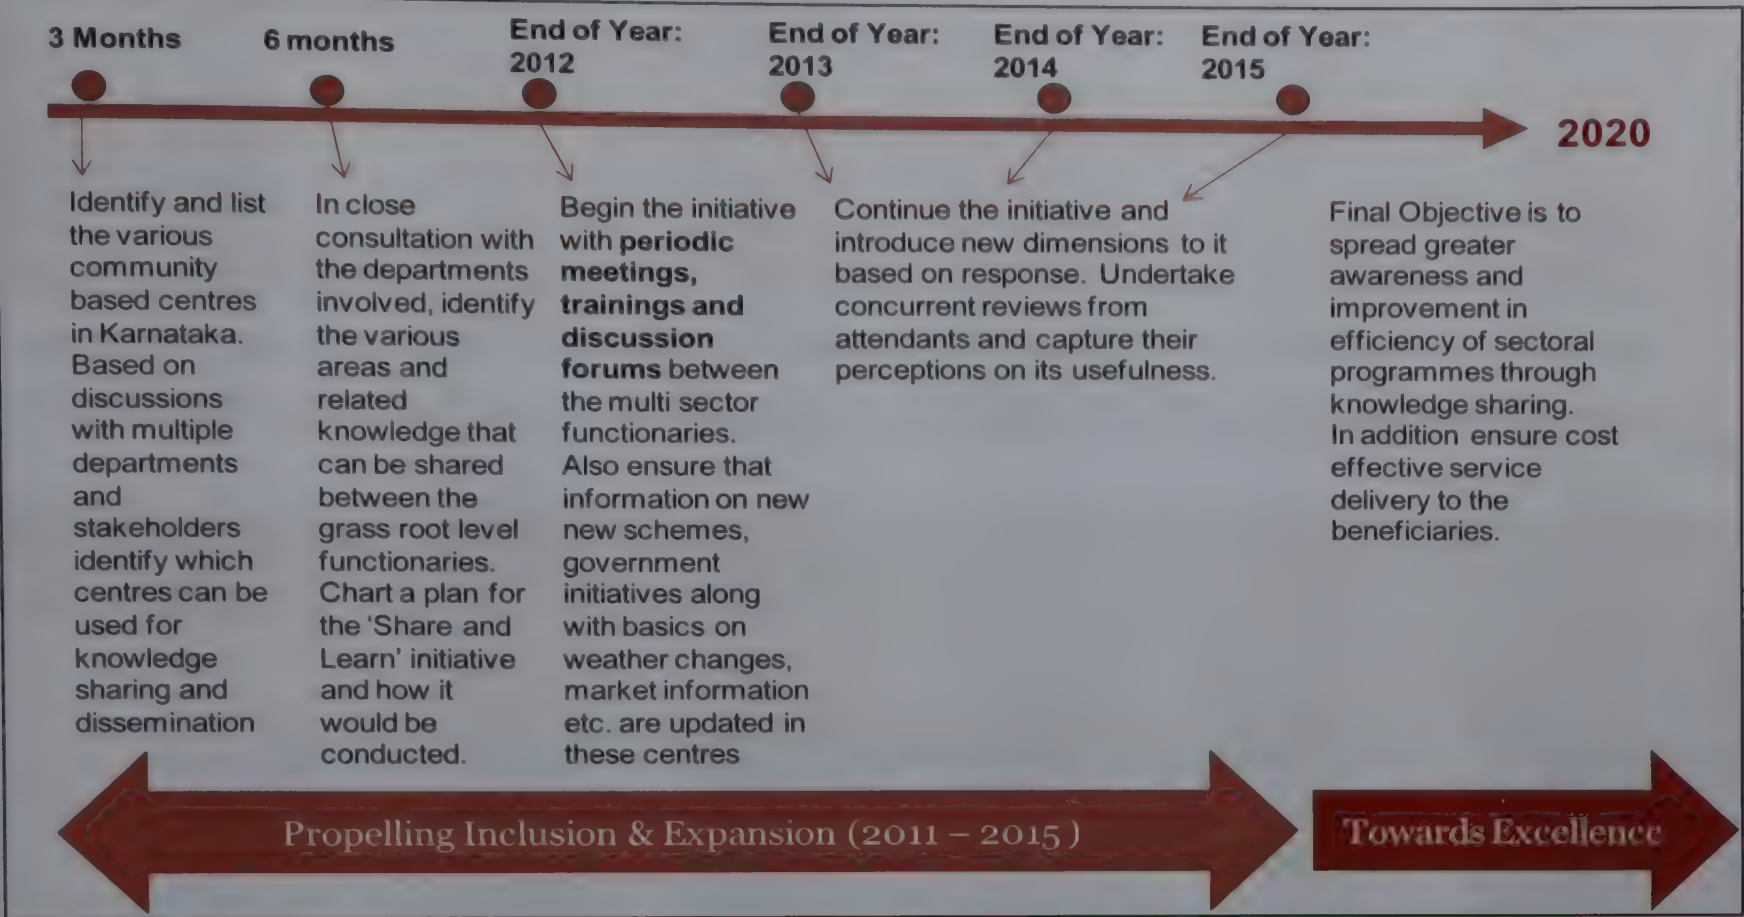 3 Months
6 months
End of Year:
2012
End of Year:
2013
End of Year:
2014
End of Year:
2015
2020
Identify and list
the various
community
based centres
in Karnataka.
Based on
discussions
with multiple
departments
and
stakeholders
identify which
centres can be
used for
knowledge
sharing and
dissemination
In close
consultation with
the departments
involved, identify
the various
areas and
related
knowledge that
can be shared
between the
grass root level
functionaries.
Chart a plan for
the ‘Share and
Learn’ initiative
and how it
would be
conducted.
Begin the initiative
with periodic
meetings,
trainings and
discussion
forums between
the multi sector
functionaries.
Also ensure that
information on new
new schemes,
government
initiatives along
with basics on
weather changes,
market information
etc. are updated in
these centres
Continue the initiative and
introduce new dimensions to it
based on response. Undertake
concurrent reviews from
attendants and capture their
perceptions on its usefulness.
Final Objective is to
spread greater
awareness and
improvement in
efficiency of sectoral
programmes through
knowledge sharing.
In addition ensure cost
effective service
delivery to the
beneficiaries.
Propelling Inclusion & Expansion (2011 – 2015 )
Towards Excellence